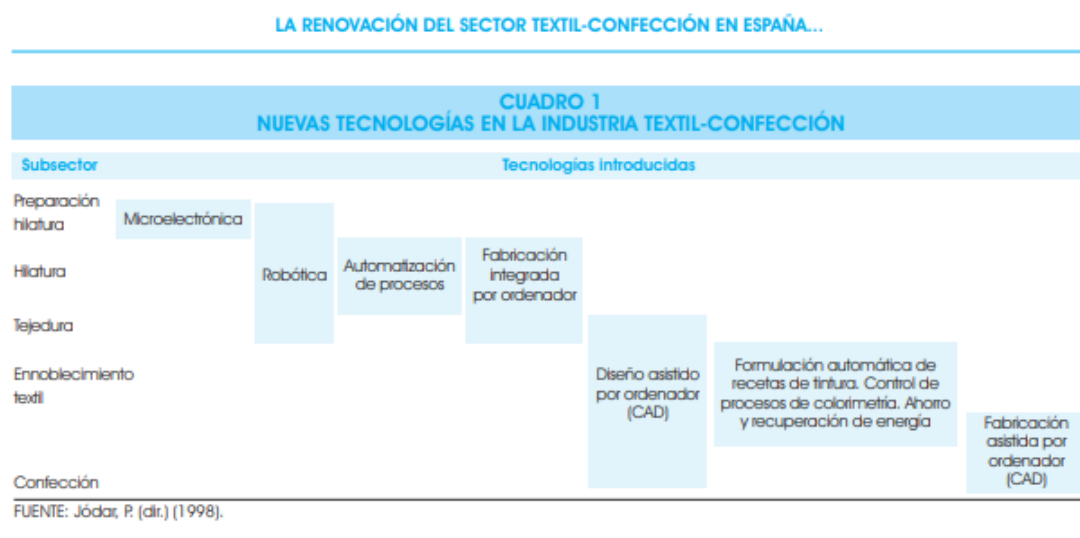 LA RENOVACIÓN DEL SECTOR TEXTIL-CONFECCIÓN EN ESPAÑA...
CUADRO 1
NUEVAS TECNOLOGÍAS EN LA INDUSTRIA TEXTIL-CONFECCIÓN
Subsector
Tecnologías introducidas
Preparación
hilatura
Microelectrónica
Hilatura
Robótica
Automatización
de procesos
Fabricación
integrada
por ordenador
Tejedura
Ennoblecimiento
textil
Diseño asistido
por ordenador
(CAD)
Formulación automática de
recetas de tintura. Control de
procesos de colorimetría. Ahorro
y recuperación de energía
Fabricación
asistida por
ordenador
(CAD)
Confección
FUENTE: Jódar, P. (dir.) (1998).